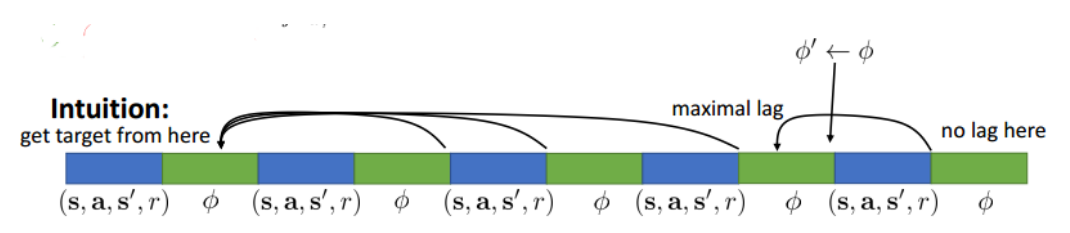 ϕ′ ← ϕ
Intuition:
maximal lag
get target from here
no lag here
(s, a, s′, r) ϕ (s, a, s′, r) ϕ (s, a, s′, r) ϕ (s, a, s′, r) ϕ (s, a, s′, r) ϕ